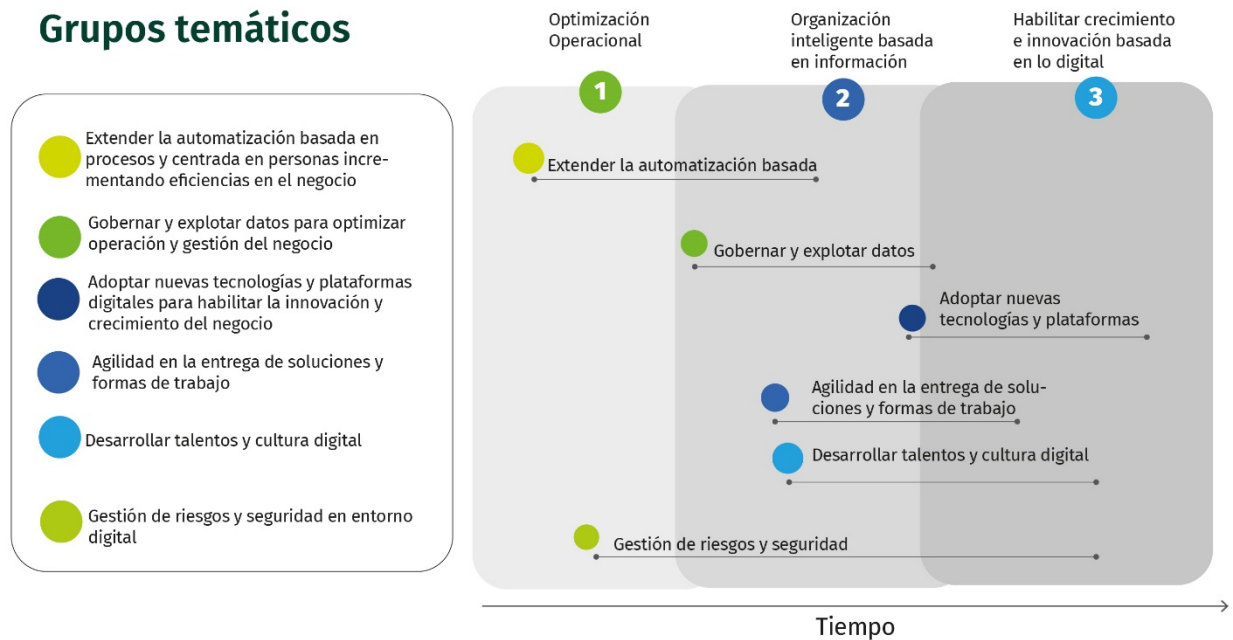 Grupos temáticos
Extender la automatización basada en
procesos y centrada en personas incre-
mentando eficiencias en el negocio
Gobernar y explotar datos para optimizar
operación y gestión del negocio
Adoptar nuevas tecnologías y plataformas
digitales para habilitar la innovación y
crecimiento del negocio
Agilidad en la entrega de soluciones y
formas de trabajo
Desarrollar talentos y cultura digital
Gestión de riesgos y seguridad en entorno
digital
Optimización
Operacional
1
Organización
inteligente basada
en información
2
Habilitar crecimiento
e innovación basada
en lo digital
3
Extender la automatización basada
Gobernar y explotar datos
Adoptar nuevas
tecnologías y plataformas
Agilidad en la entrega de solu-
ciones y formas de trabajo
Desarrollar talentos y cultura digital
Gestión de riesgos y seguridad
Tiempo